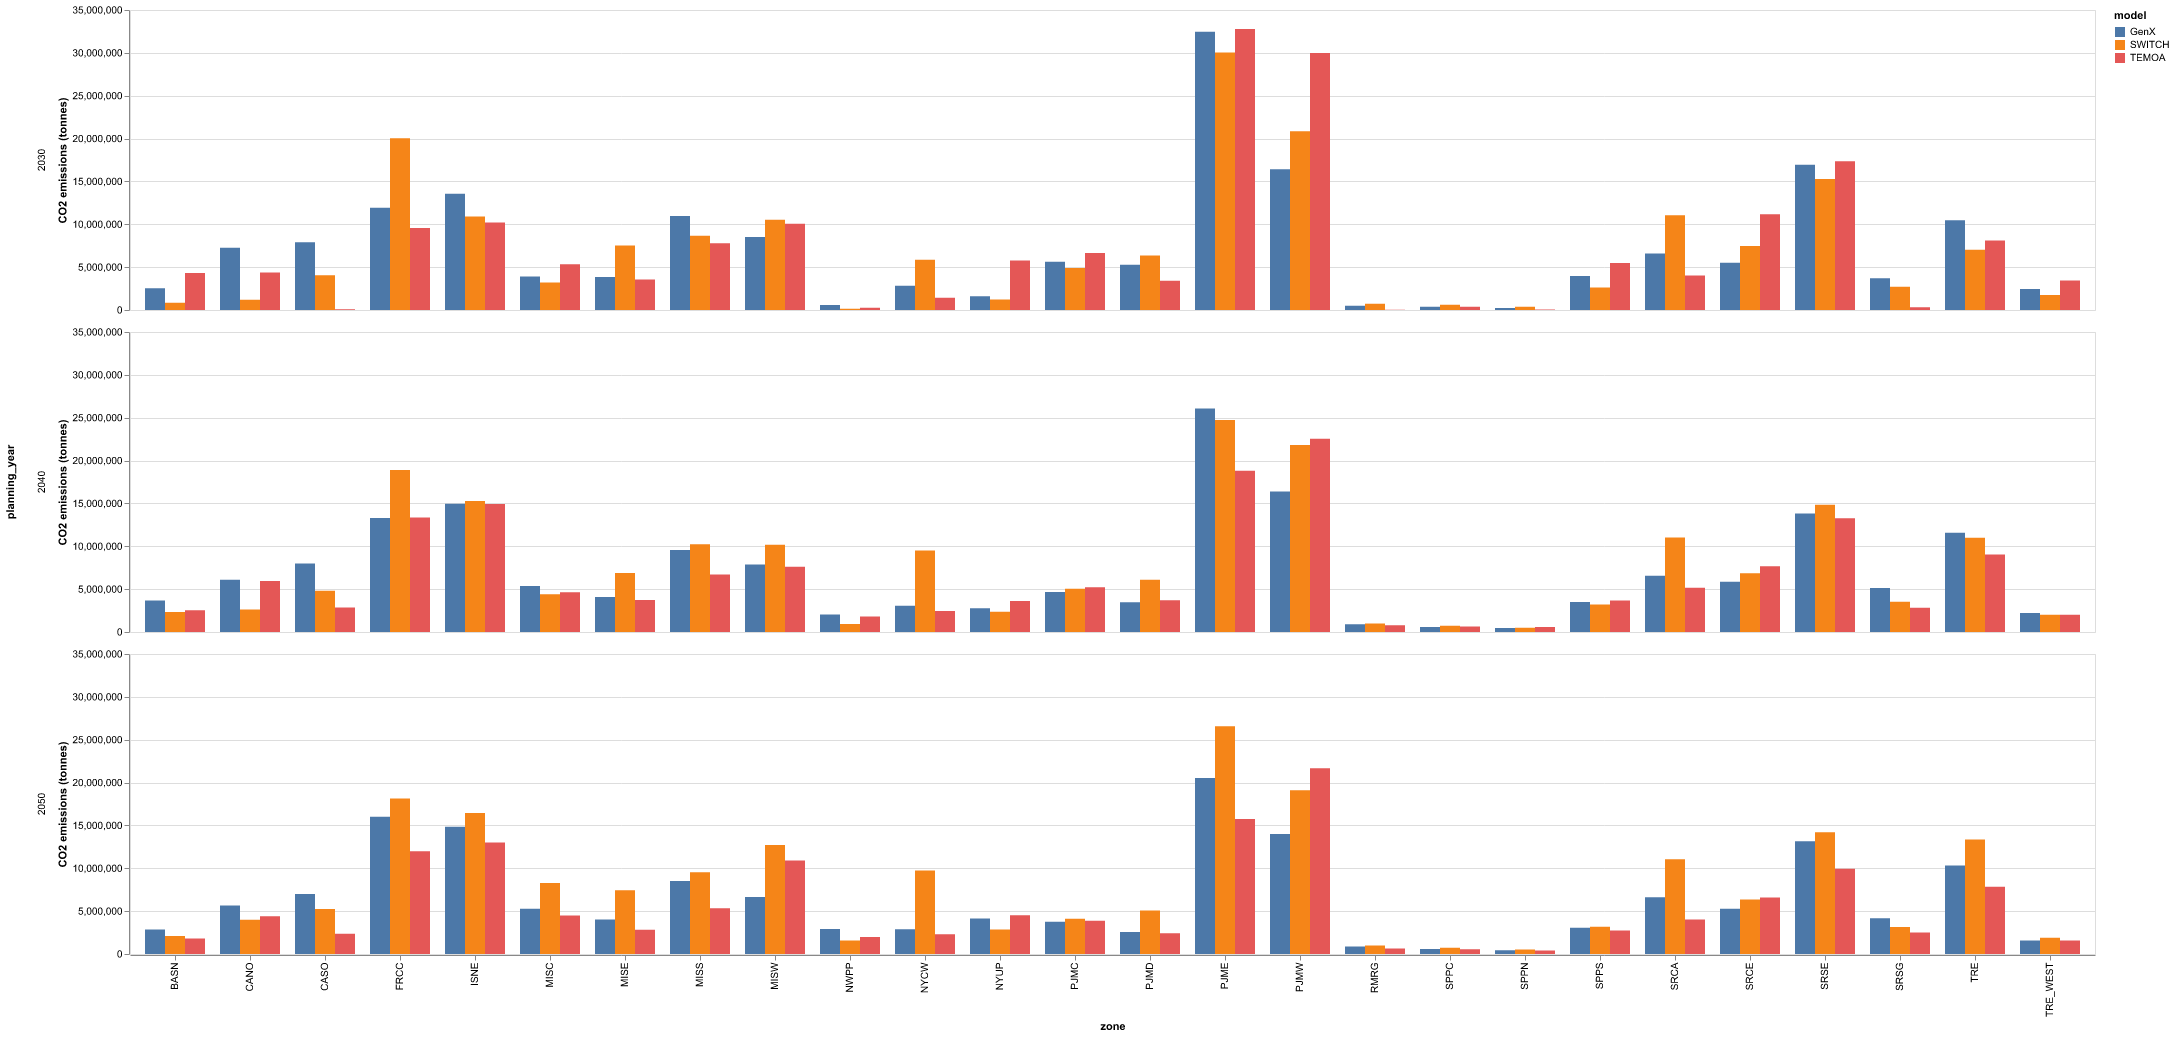 model
GenX
SWITCH
TEMOA
planning_year
2030
CO2 emissions (tonnes)
35,000,000
30,000,000
25,000,000
20,000,000
15,000,000
10,000,000
5,000,000
0
2040
CO2 emissions (tonnes)
35,000,000
30,000,000
25,000,000
20,000,000
15,000,000
10,000,000
5,000,000
0
2050
CO2 emissions (tonnes)
35,000,000
30,000,000
25,000,000
20,000,000
15,000,000
10,000,000
5,000,000
0
BASN
CANO
CASO
FRCC
ISNE
MISC
MISE
MISS
MISW
NWPP
NYCW
NYUP
PJMC
PJMD
PJME
PJMW
RMRG
SPPC
SPPN
SPPS
SRCA
SRCE
SRSE
SRSG
TRE
TRE_WEST
zone